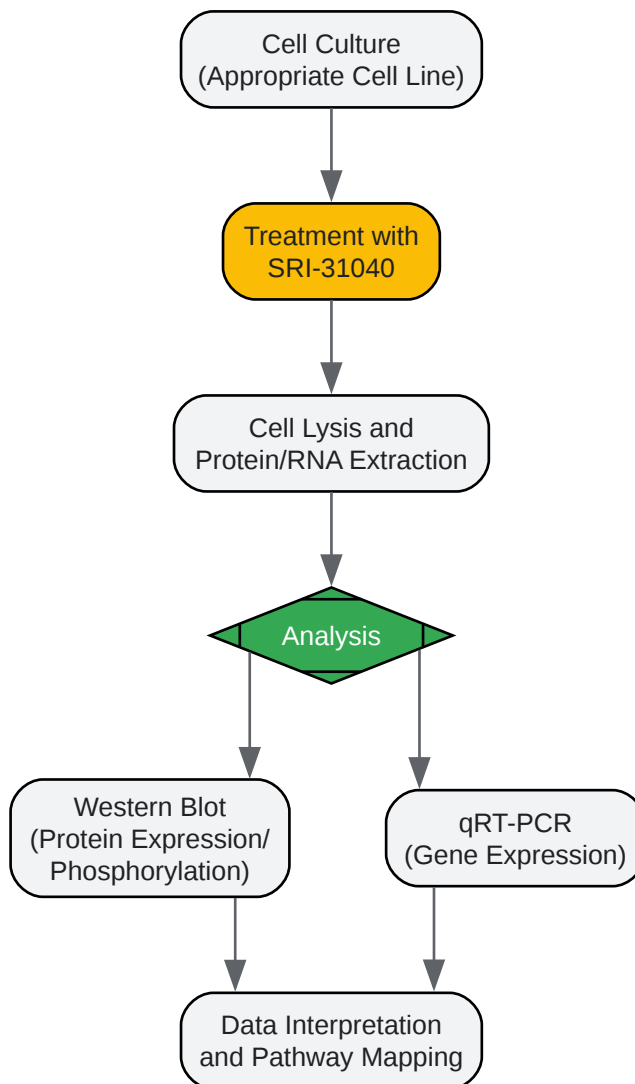 Cell Culture
(Appropriate Cell Line)
Treatment with
SRI-31040
Cell Lysis and
Protein/RNA Extraction
Analysis
Western Blot
(Protein Expression/
Phosphorylation)
qRT-PCR
(Gene Expression)
Data Interpretation
and Pathway Mapping